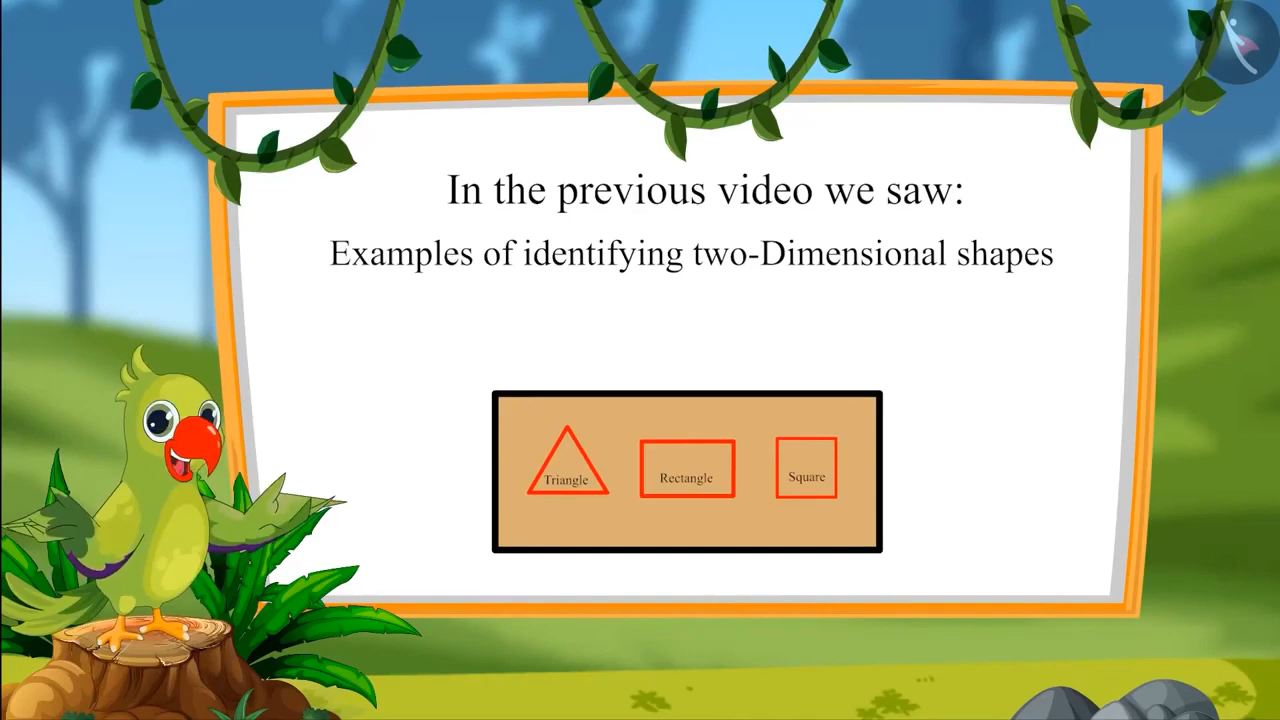 In the previous video we saw:
Examples of identifying two-Dimensional shapes
Triangle
Rectangle
Square